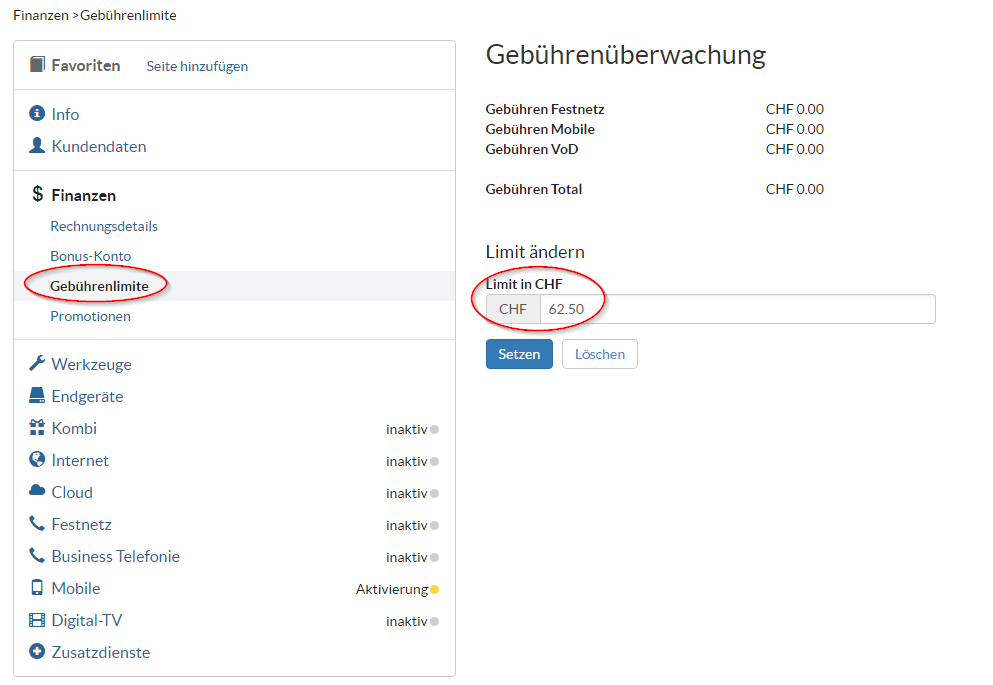 Finanzen >Gebührenlimite
Favoriten Seite hinzufügen
Info
Kundendaten
$ Finanzen
Rechnungsdetails
Bonus-Konto
Gebührenlimite
Promotionen
Werkzeuge
Endgeräte
Kombi inaktiv
Internet inaktiv
Cloud inaktiv
Festnetz inaktiv
Business Telefonie inaktiv
Mobile Aktivierung
Digital-TV inaktiv
Zusatzdienste
Gebührenüberwachung
Gebühren Festnetz CHF 0.00
Gebühren Mobile CHF 0.00
Gebühren VoD CHF 0.00
Gebühren Total CHF 0.00
Limit ändern
Limit in CHF
CHF 62.50
Setzen Löschen